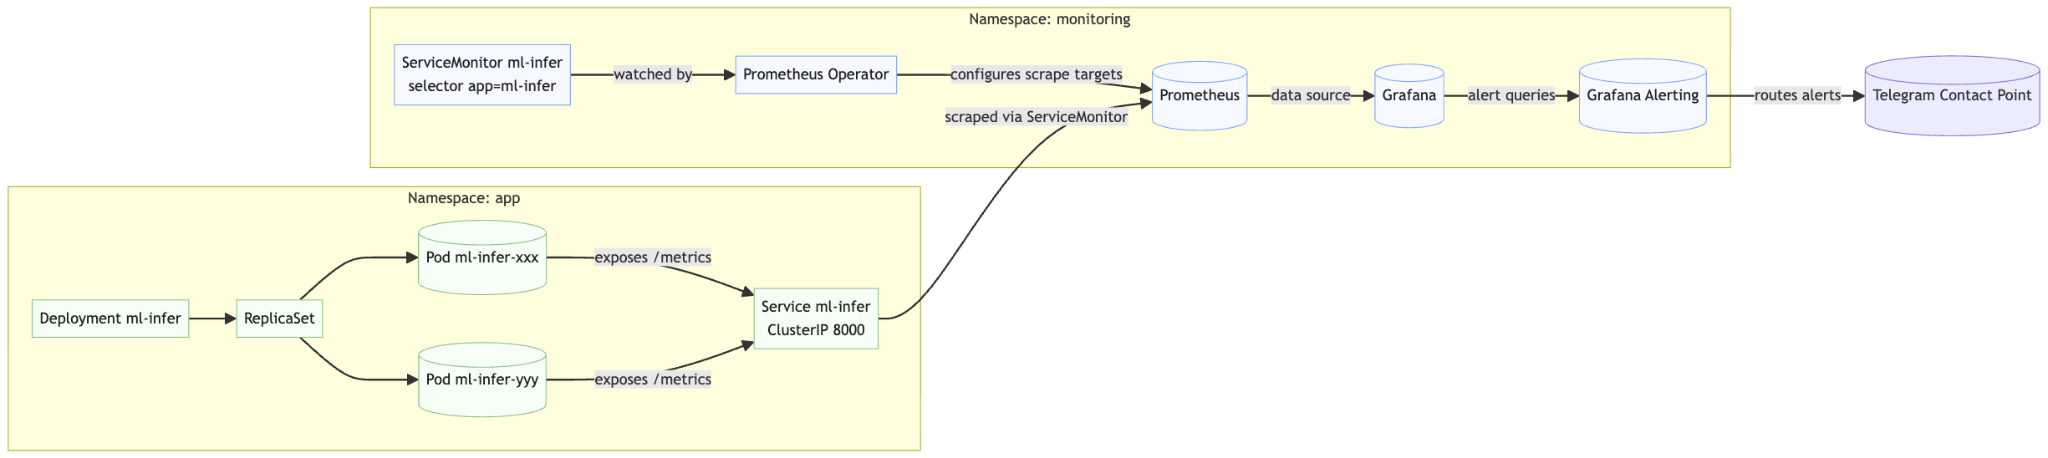 Namespace: monitoring
ServiceMonitor ml-infer
selector app=ml-infer
watched by
Prometheus Operator
configures scrape targets
scraped via ServiceMonitor
Prometheus
data source
Grafana
alert queries
Grafana Alerting
routes alerts
Telegram Contact Point
Namespace: app
Deployment ml-infer
ReplicaSet
Pod ml-infer-xxx
exposes /metrics
Pod ml-infer-yyy
exposes /metrics
Service ml-infer
ClusterIP 8000